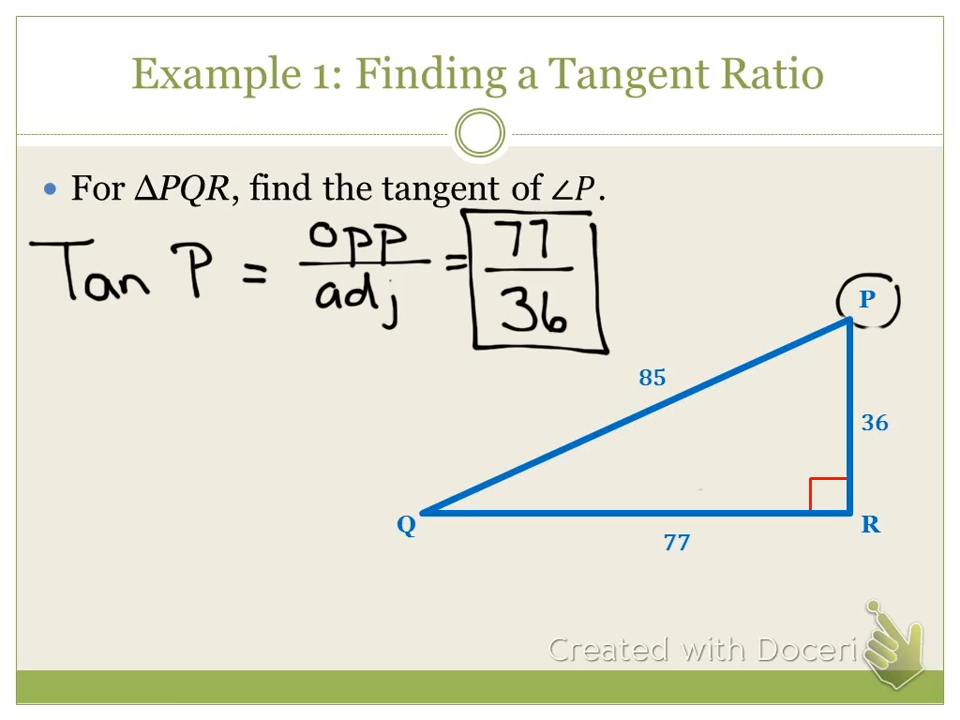 Example 1: Finding a Tangent Ratio
• For ΔPQR, find the tangent of ∠P.
Tan P = opp/adj = 77/36
P
85
36
Q
R
77
Created with Doceri